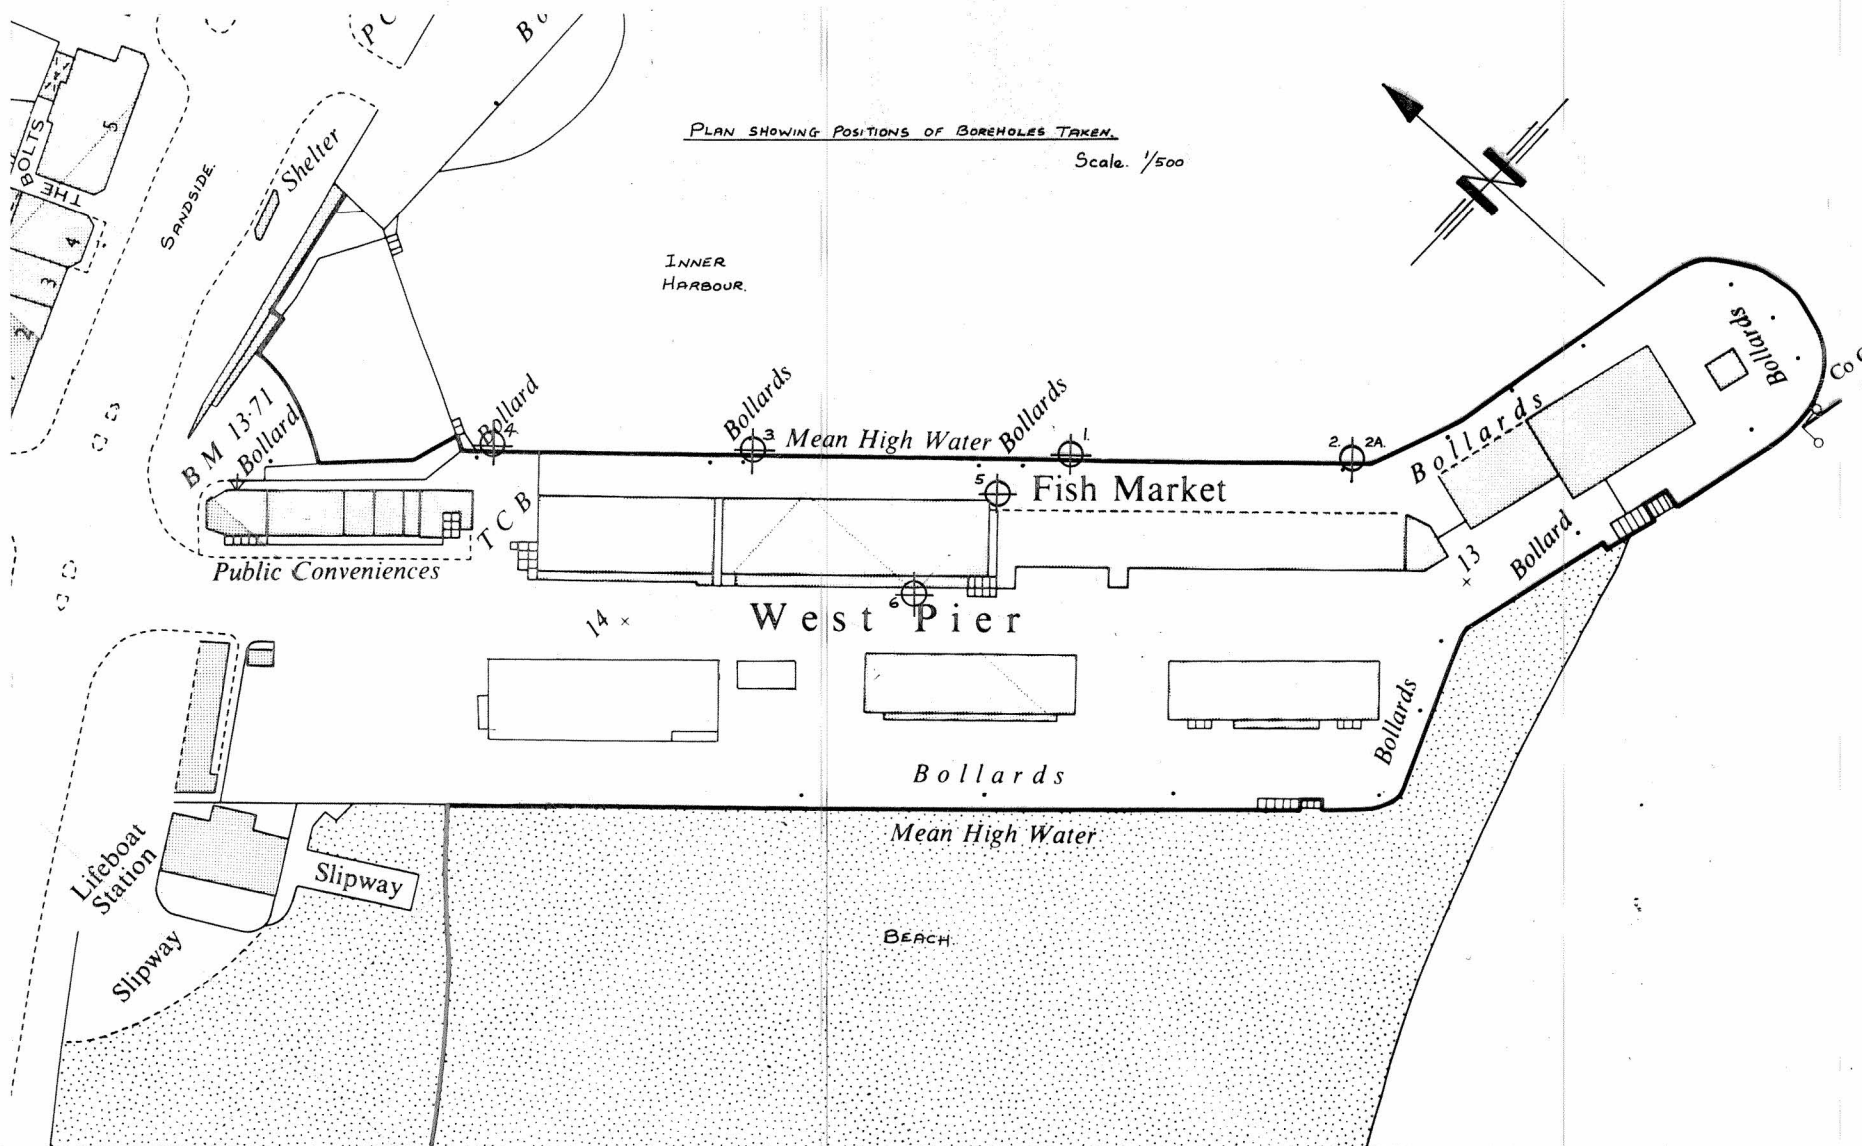 PLAN SHOWING POSITIONS OF BOREHOLES TAKEN.
Scale. 1/500
P C
B o
5
THE BOLTS
4
3
2
SANDSIDE.
Shelter
INNER
HARBOUR.
BM 13·71
Bollard
Bollard
4.
Bollards
3
Mean High Water
Bollards
1.
2.
2A.
Bollards
Bollards
Co C
5
Fish Market
T C B
Public Conveniences
6
West Pier
14
13
Bollard
Bollards
Bollards
Mean High Water
Lifeboat
Station
Slipway
Slipway
BEACH.